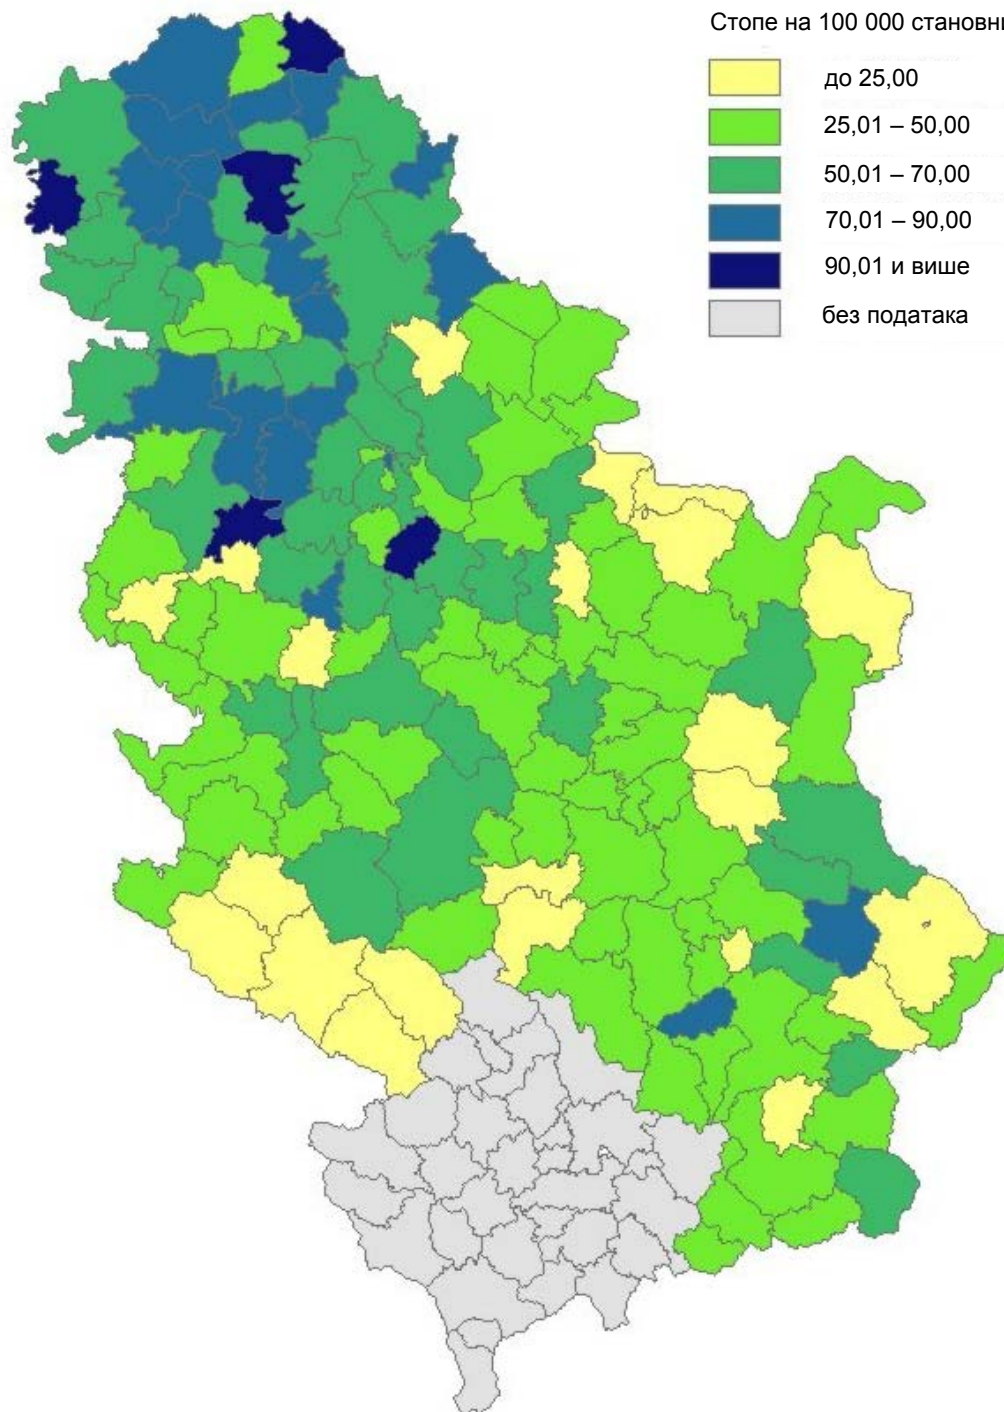 Стопе на 100 000 становни
до 25,00
25,01 – 50,00
50,01 – 70,00
70,01 – 90,00
90,01 и више
без података